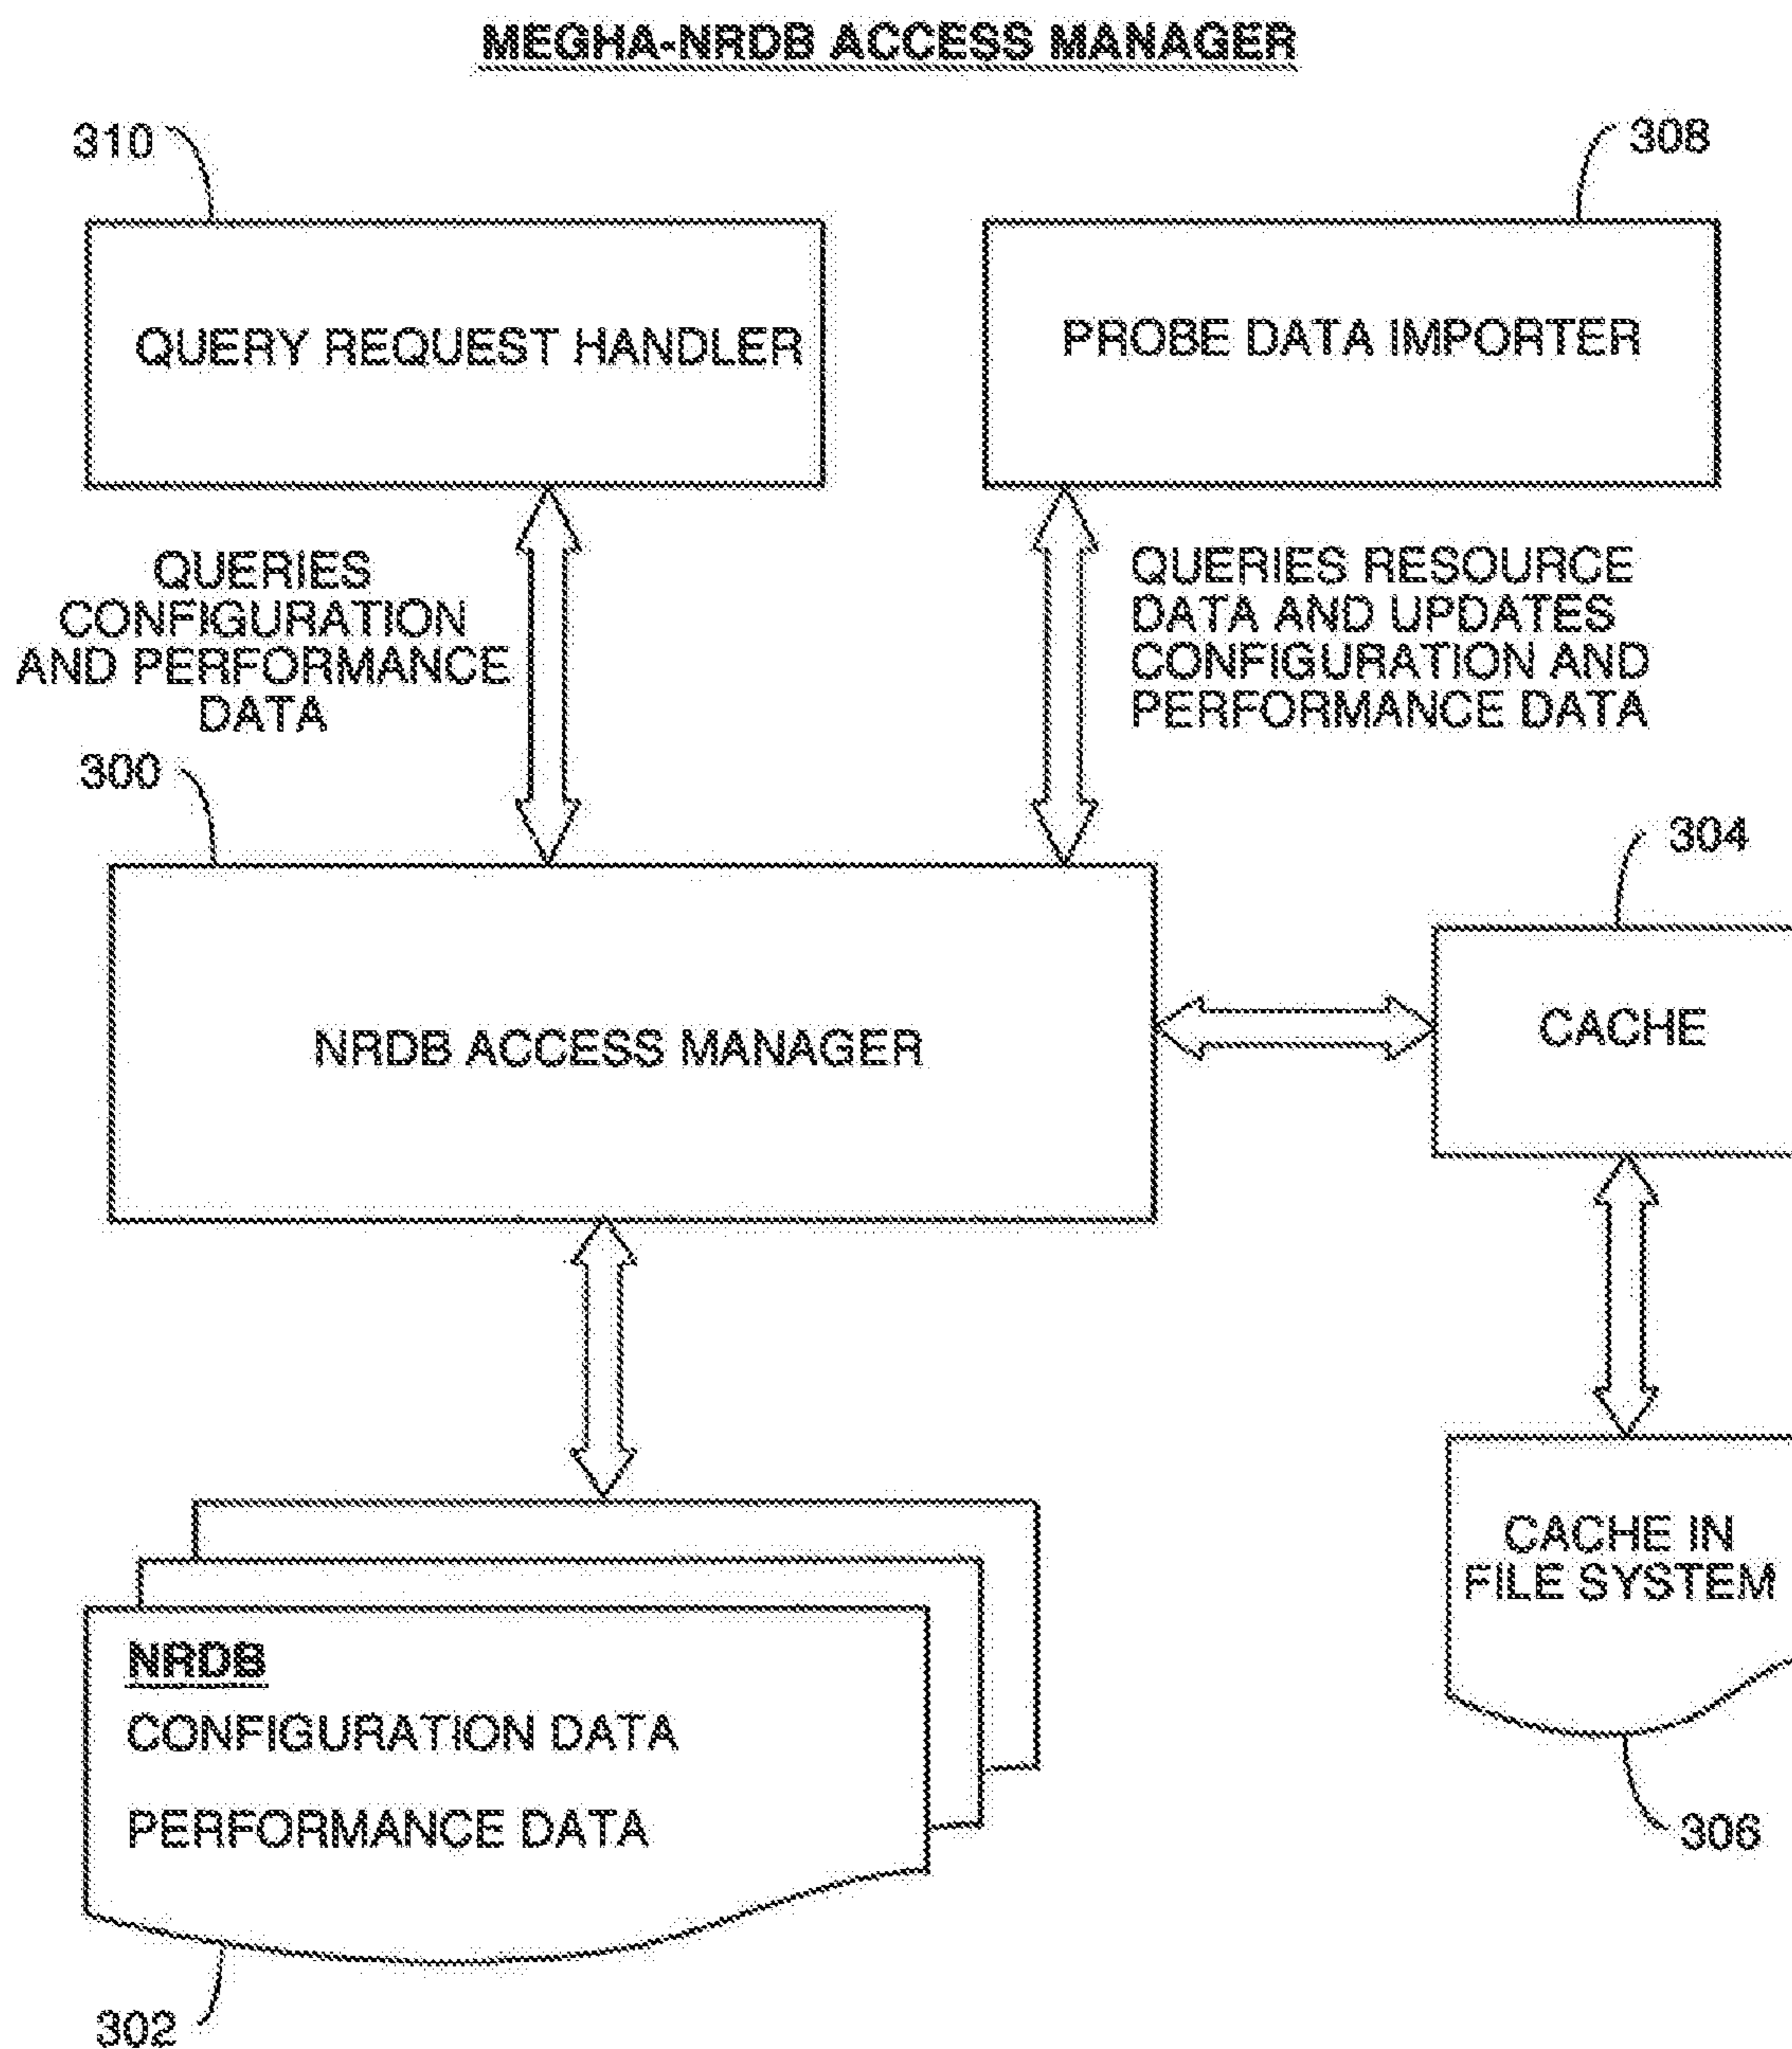 MEGHA-NRDB ACCESS MANAGER
310
308
QUERY REQUEST HANDLER
PROBE DATA IMPORTER
QUERIES
CONFIGURATION
AND PERFORMANCE
DATA
QUERIES RESOURCE
DATA AND UPDATES
CONFIGURATION AND
PERFORMANCE DATA
300
304
NRDB ACCESS MANAGER
CACHE
CACHE IN
FILE SYSTEM
NRDB
CONFIGURATION DATA
PERFORMANCE DATA
306
302